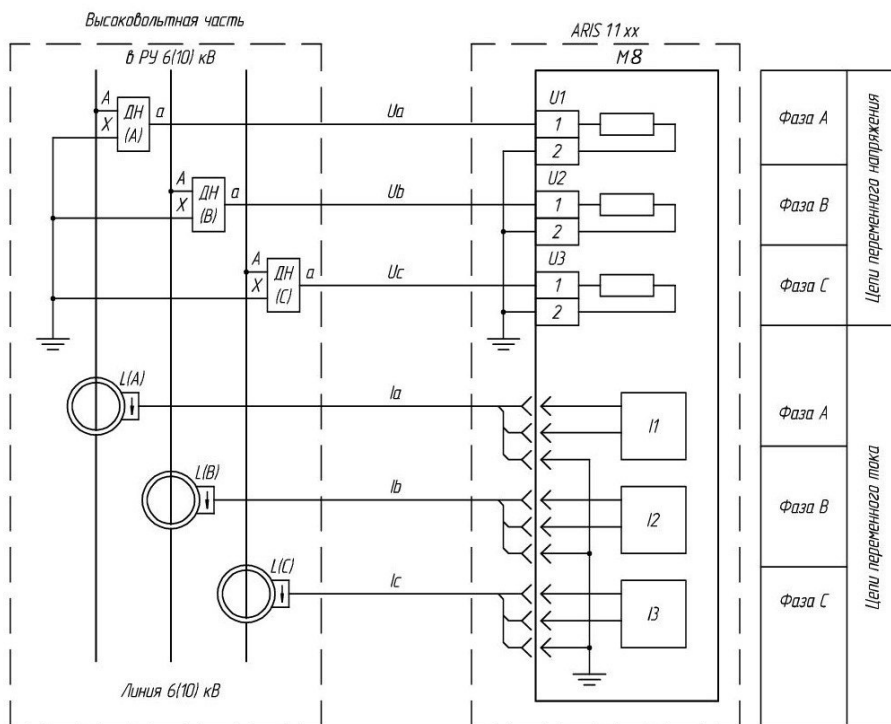 Высоковольтная часть
в РУ 6(10) кВ
ARIS 11 хх
М8
А
Х
ДН
(А)
а
Ua
U1
1
2
Фаза А
А
Х
ДН
(В)
а
Ub
U2
1
2
Фаза В
А
Х
ДН
(С)
а
Uc
U3
1
2
Фаза С
Цепи переменного напряжения
L(A)
Ia
I1
Фаза А
L(B)
Ib
I2
Фаза В
L(C)
Ic
I3
Фаза С
Цепи переменного тока
Линия 6(10) кВ